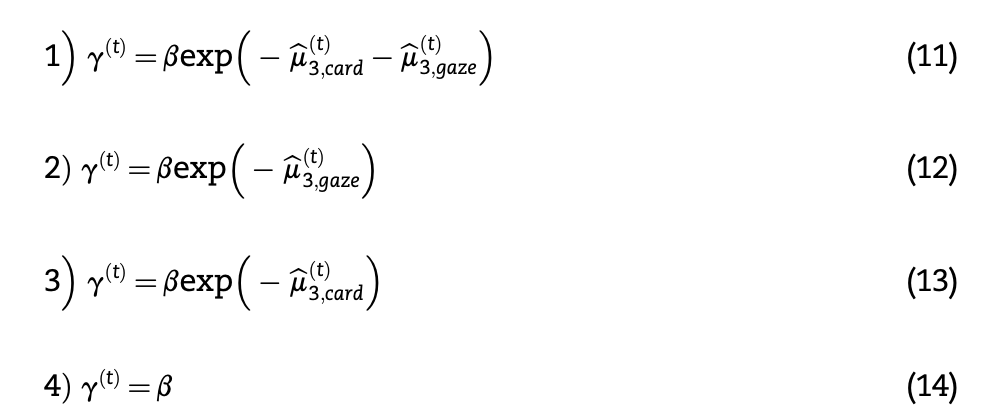 1) γ^(t) = βexp( − μ̂^(t)_3,card − μ̂^(t)_3,gaze ) (11)
2) γ^(t) = βexp( − μ̂^(t)_3,gaze ) (12)
3) γ^(t) = βexp( − μ̂^(t)_3,card ) (13)
4) γ^(t) = β (14)